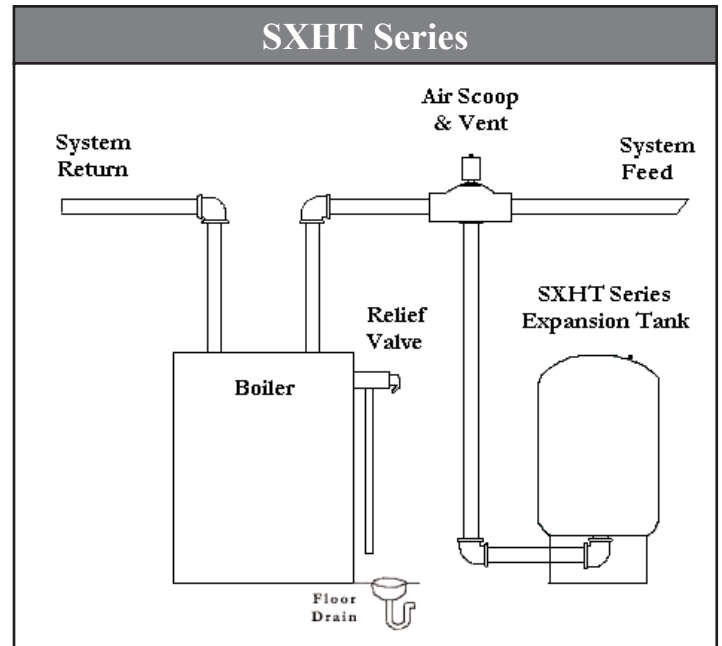 SXHT Series
Air Scoop
& Vent
System
Return
System
Feed
SXHT Series
Expansion Tank
Relief
Valve
Boiler
Floor
Drain